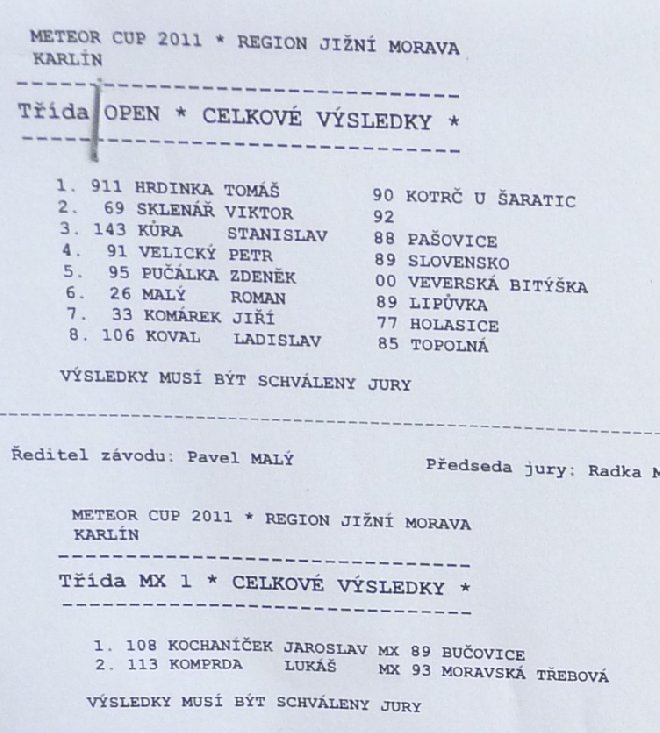 METEOR CUP 2011 * REGION JIŽNÍ MORAVA
KARLÍN
Třída OPEN * CELKOVÉ VÝSLEDKY *
1. 911 HRDINKA TOMÁŠ 90 KOTRČ U ŠARATIC
2. 69 SKLENÁŘ VIKTOR 92
3. 143 KŮRA STANISLAV 88 PAŠOVICE
4. 91 VELICKÝ PETR 89 SLOVENSKO
5. 95 PUČÁLKA ZDENĚK 00 VEVERSKÁ BITÝŠKA
6. 26 MALÝ ROMAN 89 LIPŮVKA
7. 33 KOMÁREK JIŘÍ 77 HOLASICE
8. 106 KOVAL LADISLAV 85 TOPOLNÁ
VÝSLEDKY MUSÍ BÝT SCHVÁLENY JURY
Ředitel závodu: Pavel MALÝ Předseda jury: Radka M
METEOR CUP 2011 * REGION JIŽNÍ MORAVA
KARLÍN
Třída MX 1 * CELKOVÉ VÝSLEDKY *
1. 108 KOCHANÍČEK JAROSLAV MX 89 BUČOVICE
2. 113 KOMPRDA LUKÁŠ MX 93 MORAVSKÁ TŘEBOVÁ
VÝSLEDKY MUSÍ BÝT SCHVÁLENY JURY